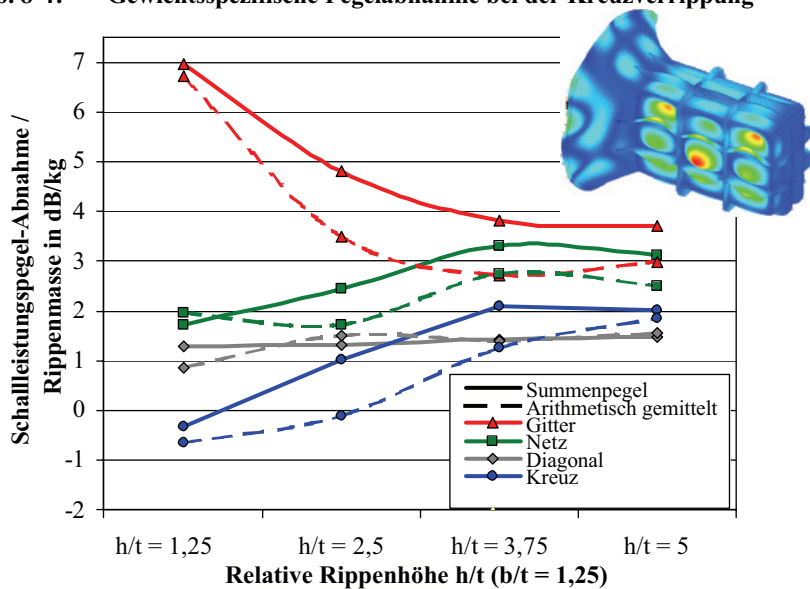 Gewichtsspezifische Pegelabnahme bei der Kreuzverrippung
7
6
5
4
3
2
1
0
-1
-2
Schallleistungspegel-Abnahme /
Rippenmasse in dB/kg
Summenpegel
Arithmetisch gemittelt
Gitter
Netz
Diagonal
Kreuz
h/t = 1,25
h/t = 2,5
h/t = 3,75
h/t = 5
Relative Rippenhöhe h/t (b/t = 1,25)